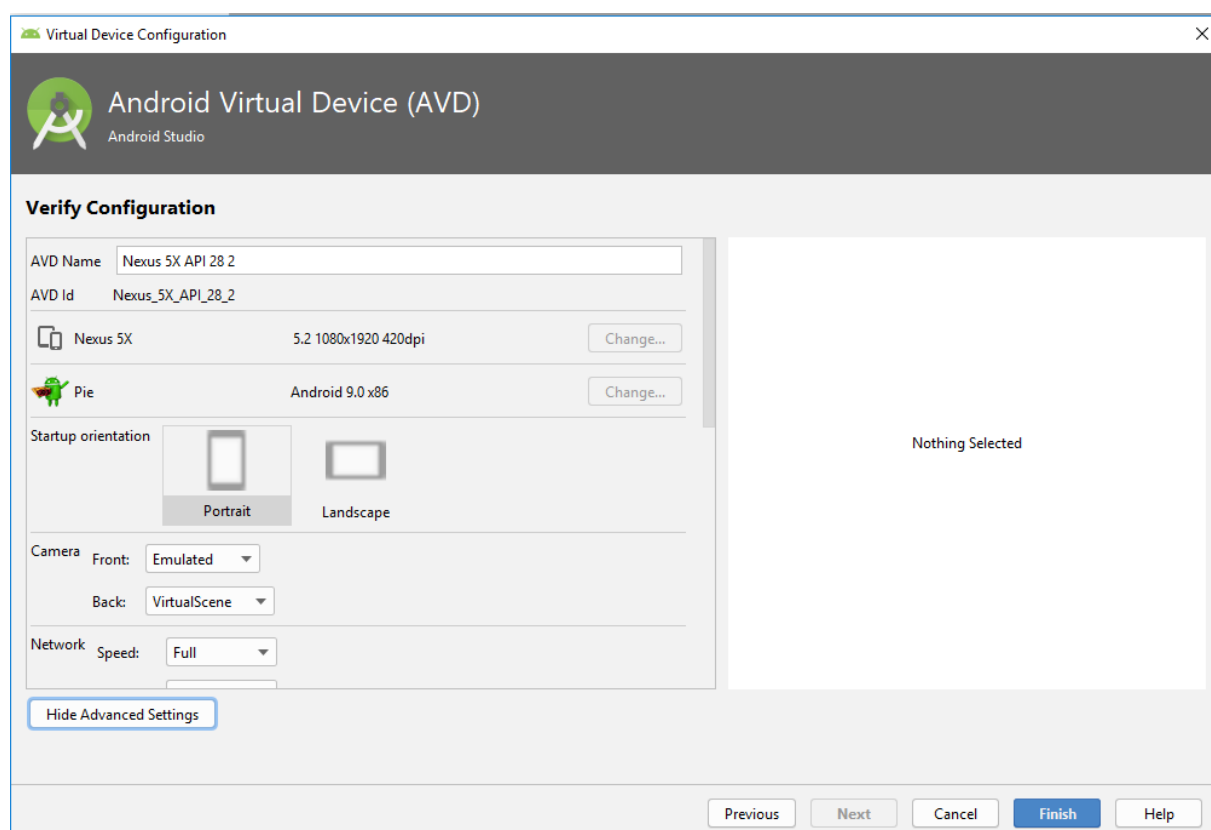 Virtual Device Configuration
Android Virtual Device (AVD)
Android Studio
Verify Configuration
AVD Name Nexus 5X API 28 2
AVD Id Nexus_5X_API_28_2
Nexus 5X 5.2 1080x1920 420dpi Change...
Pie Android 9.0 x86 Change...
Startup orientation
Portrait Landscape
Camera Front: Emulated
Back: VirtualScene
Network Speed: Full
Nothing Selected
Hide Advanced Settings
Previous Next Cancel Finish Help